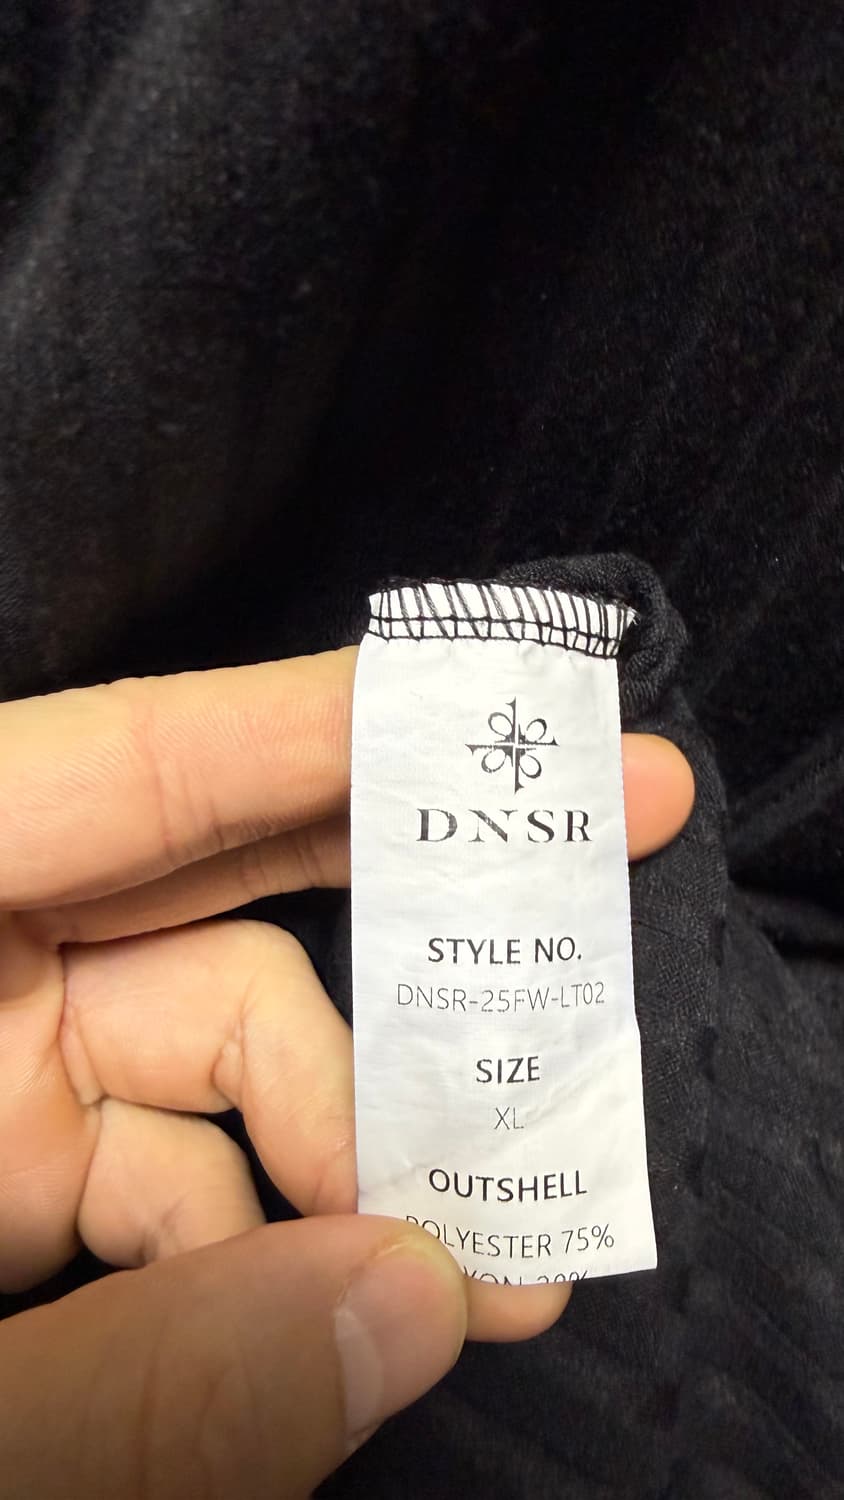 DNSR
STYLE NO.
DNSR-25FW-LT02
SIZE
XL
OUTSHELL
POLYESTER 75%